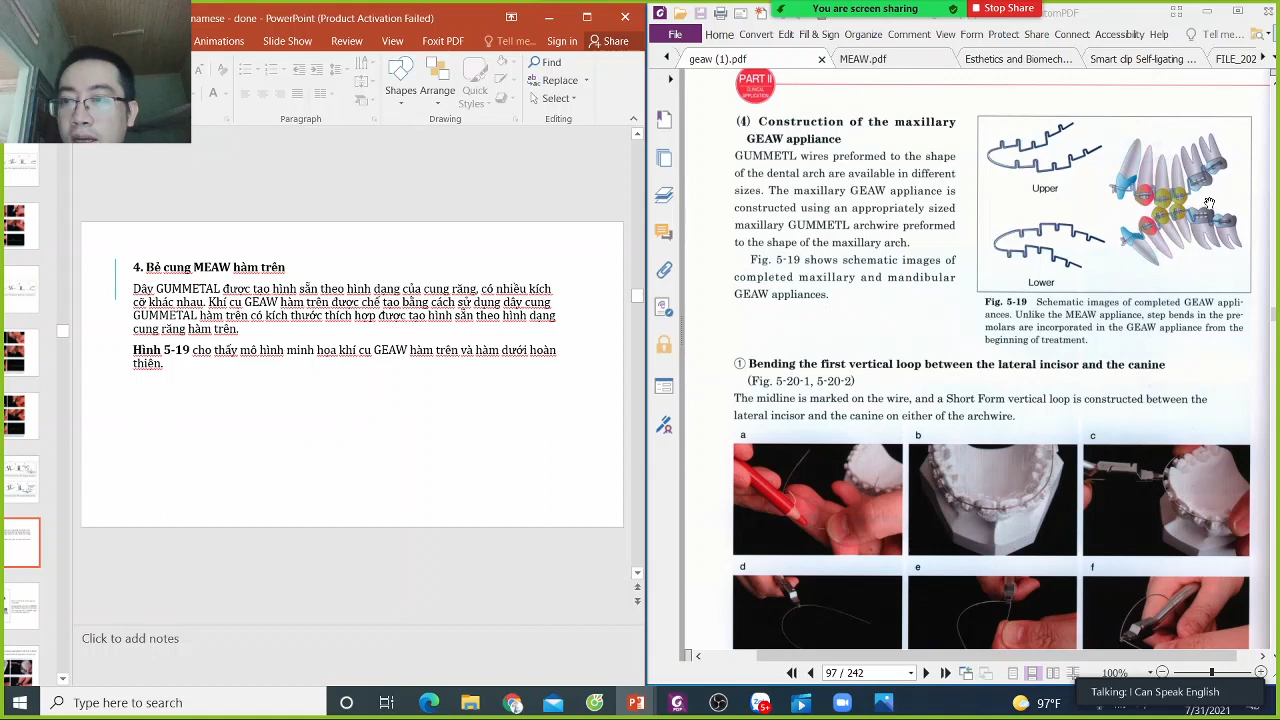 namese - done - PowerPoint (Product Activation Failed)
You are screen sharing
Stop Share
Animations Slide Show Review View Foxit PDF Tell me... Sign in Share
File Home Convert Edit Fill & Sign Organize Comment View Form Protect Share Connect Accessibility Help
geaw (1).pdf MEAW.pdf Esthetics and Biomech... Smart clip Self-ligating ... FILE_202
Shapes Arrange Quick Styles
Find
Replace
Select
Paragraph Drawing Editing
4. Bẻ cung MEAW hàm trên
Dây GUMMETAL được tạo hình sẵn theo hình dạng của cung răng, có nhiều kích
cỡ khác nhau. Khí cụ GEAW hàm trên được chế tạo bằng cách sử dụng dây cung
GUMMETAL hàm trên có kích thước thích hợp được tạo hình sẵn theo hình dạng
cung răng hàm trên.
Hình 5-19 cho thấy mô hình minh họa khí cụ GEAW hàm trên và hàm dưới hoàn
thiện.
Click to add notes
PART II
CLINICAL
APPLICATION
(4) Construction of the maxillary
GEAW appliance
GUMMETL wires preformed to the shape
of the dental arch are available in different
sizes. The maxillary GEAW appliance is
constructed using an appropriately sized
maxillary GUMMETL archwire preformed
to the shape of the maxillary arch.
Fig. 5-19 shows schematic images of
completed maxillary and mandibular
GEAW appliances.
Upper
Lower
Fig. 5-19 Schematic images of completed GEAW appli-
ances. Unlike the MEAW appliance, step bends in the pre-
molars are incorporated in the GEAW appliance from the
beginning of treatment.
① Bending the first vertical loop between the lateral incisor and the canine
(Fig. 5-20-1, 5-20-2)
The midline is marked on the wire, and a Short Form vertical loop is constructed between the
lateral incisor and the canine on either of the archwire.
a b c
d e f
97 / 242
100%
Talking: I Can Speak English
Type here to search
97°F
7/31/2021